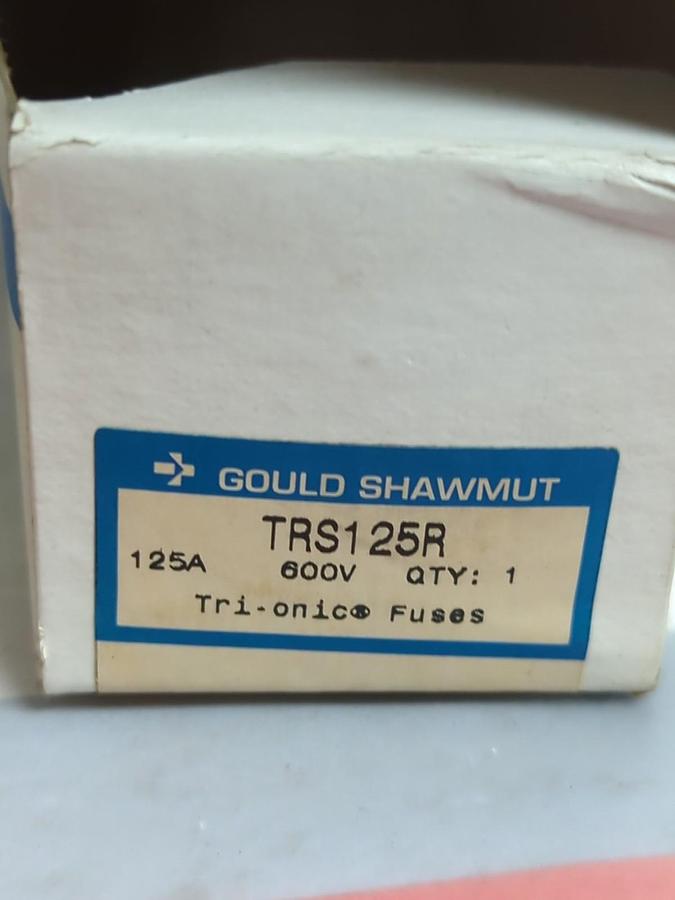 GOULD SHAWMUT
TRS125R
125A 600V QTY: 1
Tri-onic® Fuses